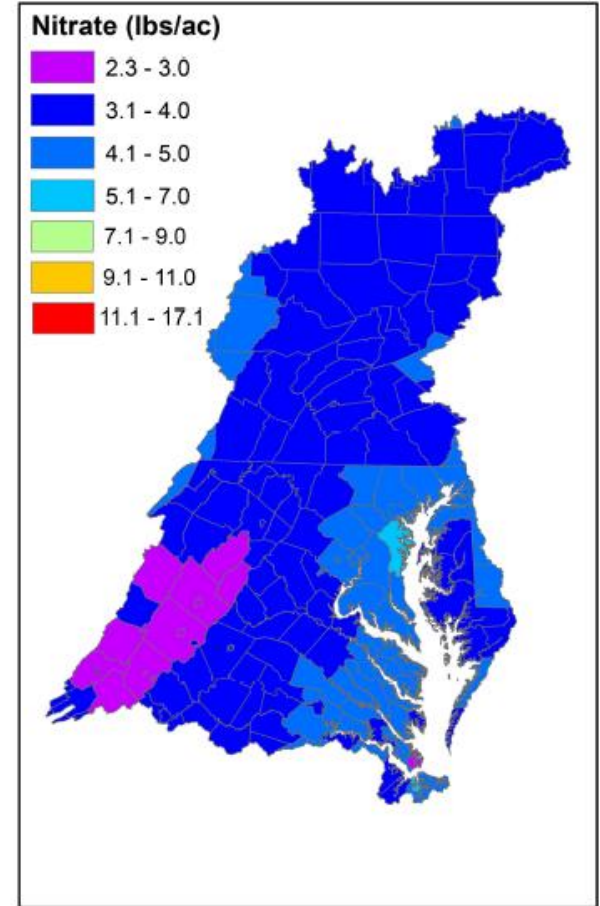 Nitrate (lbs/ac)
2.3 - 3.0
3.1 - 4.0
4.1 - 5.0
5.1 - 7.0
7.1 - 9.0
9.1 - 11.0
11.1 - 17.1